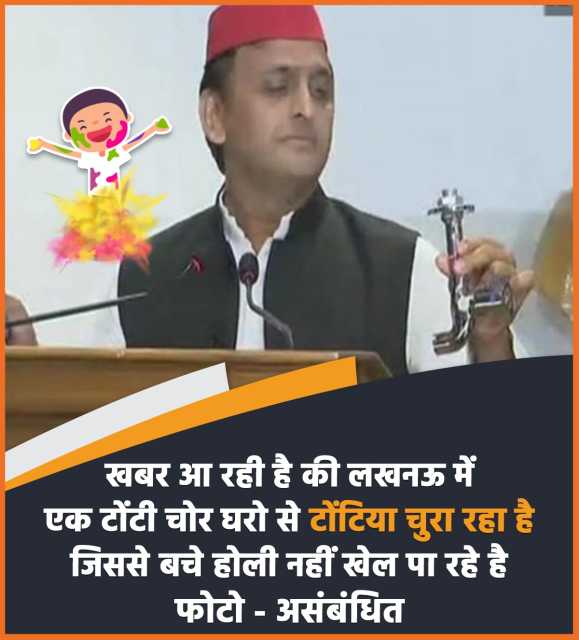 खबर आ रही है की लखनऊ में
एक टोंटी चोर घरो से टोंटिया चुरा रहा है
जिससे बचे होली नहीं खेल पा रहे है
फोटो - असंबंधित